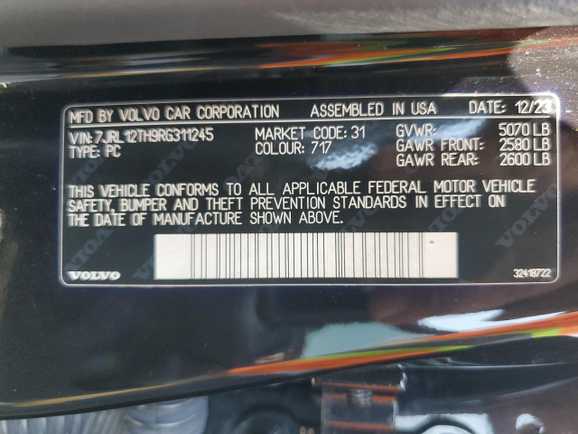 MFD BY VOLVO CAR CORPORATION ASSEMBLED IN USA DATE: 12/23
VIN: 7JRL12TH9RG311245 MARKET CODE: 31 GVWR: 5070 LB
TYPE: PC COLOUR: 717 GAWR FRONT: 2580 LB
GAWR REAR: 2600 LB
THIS VEHICLE CONFORMS TO ALL APPLICABLE FEDERAL MOTOR VEHICLE
SAFETY, BUMPER AND THEFT PREVENTION STANDARDS IN EFFECT ON
THE DATE OF MANUFACTURE SHOWN ABOVE.
VOLVO 32418722